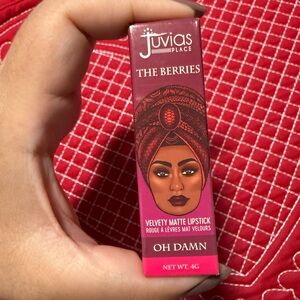 Juvias
PLACE
THE BERRIES
VELVETY MATTE LIPSTICK
ROUGE À LÈVRES MAT VELOURS
OH DAMN
NET WT. 4G